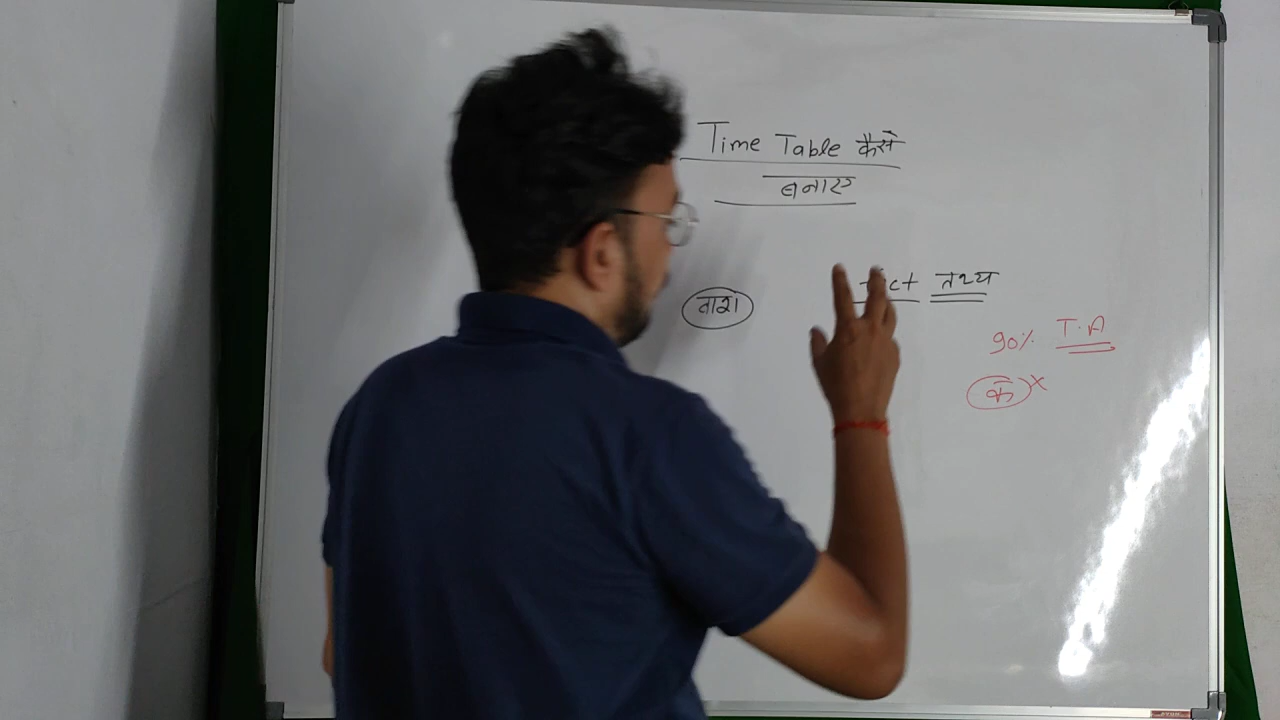 Time Table कैसे
बनाए
ताश
तथ्य
90% T.A
क x